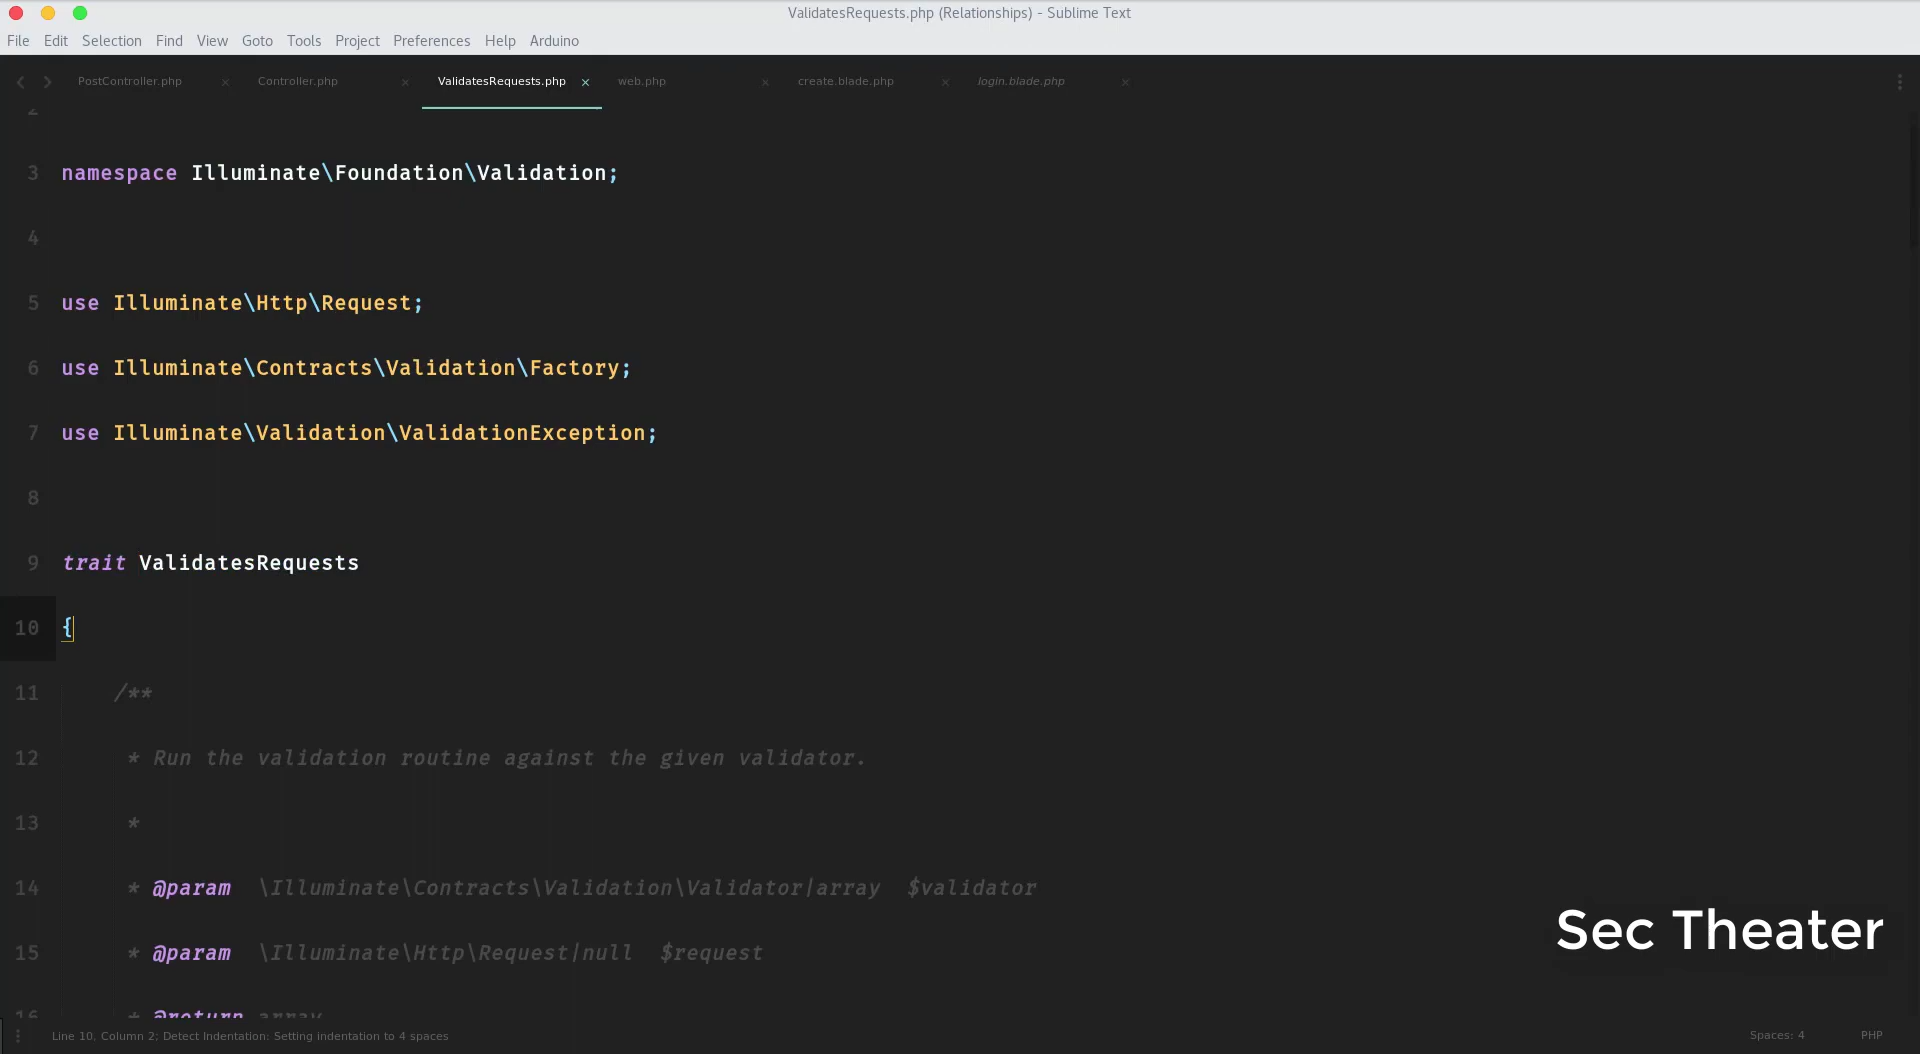 ValidatesRequests.php (Relationships) - Sublime Text
File Edit Selection Find View Goto Tools Project Preferences Help Arduino
PostController.php × Controller.php × ValidatesRequests.php × web.php × create.blade.php × login.blade.php ×
2
3 namespace Illuminate\Foundation\Validation;
4
5 use Illuminate\Http\Request;
6 use Illuminate\Contracts\Validation\Factory;
7 use Illuminate\Validation\ValidationException;
8
9 trait ValidatesRequests
10 {
11 /**
12 * Run the validation routine against the given validator.
13 *
14 * @param \Illuminate\Contracts\Validation\Validator|array $validator
15 * @param \Illuminate\Http\Request|null $request
16 * @return array
Sec Theater
Line 10, Column 2; Detect Indentation: Setting indentation to 4 spaces
Spaces: 4 PHP